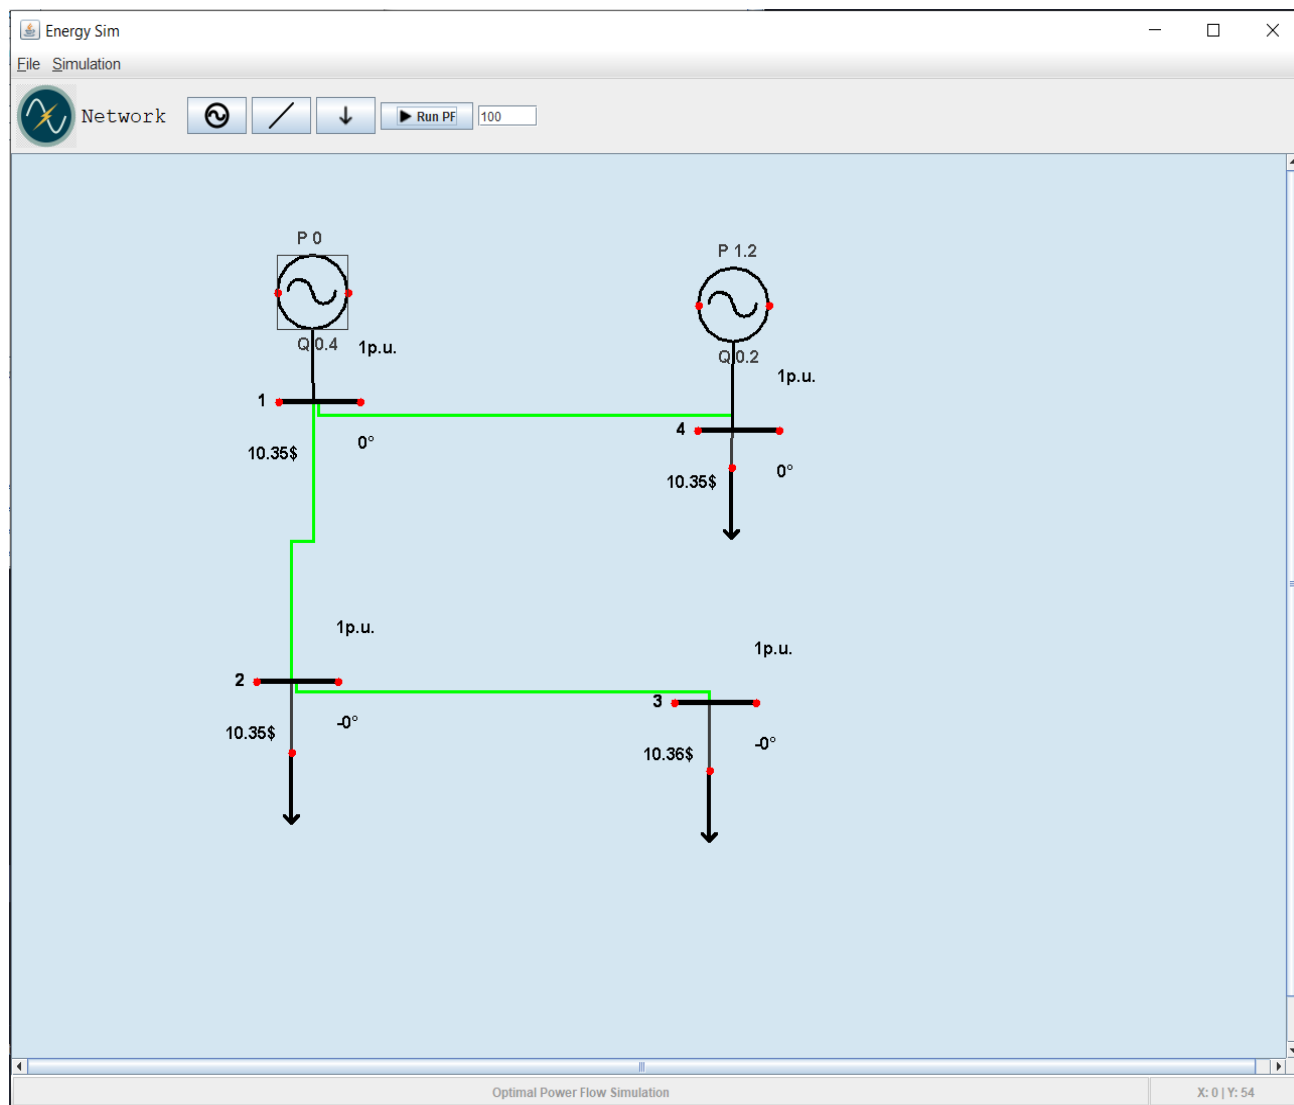 Energy Sim
File Simulation
Network
Run PF
100
P 0
P 1.2
Q 0.4
1p.u.
Q 0.2
1p.u.
1
4
0°
10.35$
0°
10.35$
1p.u.
1p.u.
2
3
-0°
10.35$
-0°
10.36$
Optimal Power Flow Simulation
X: 0 | Y: 54